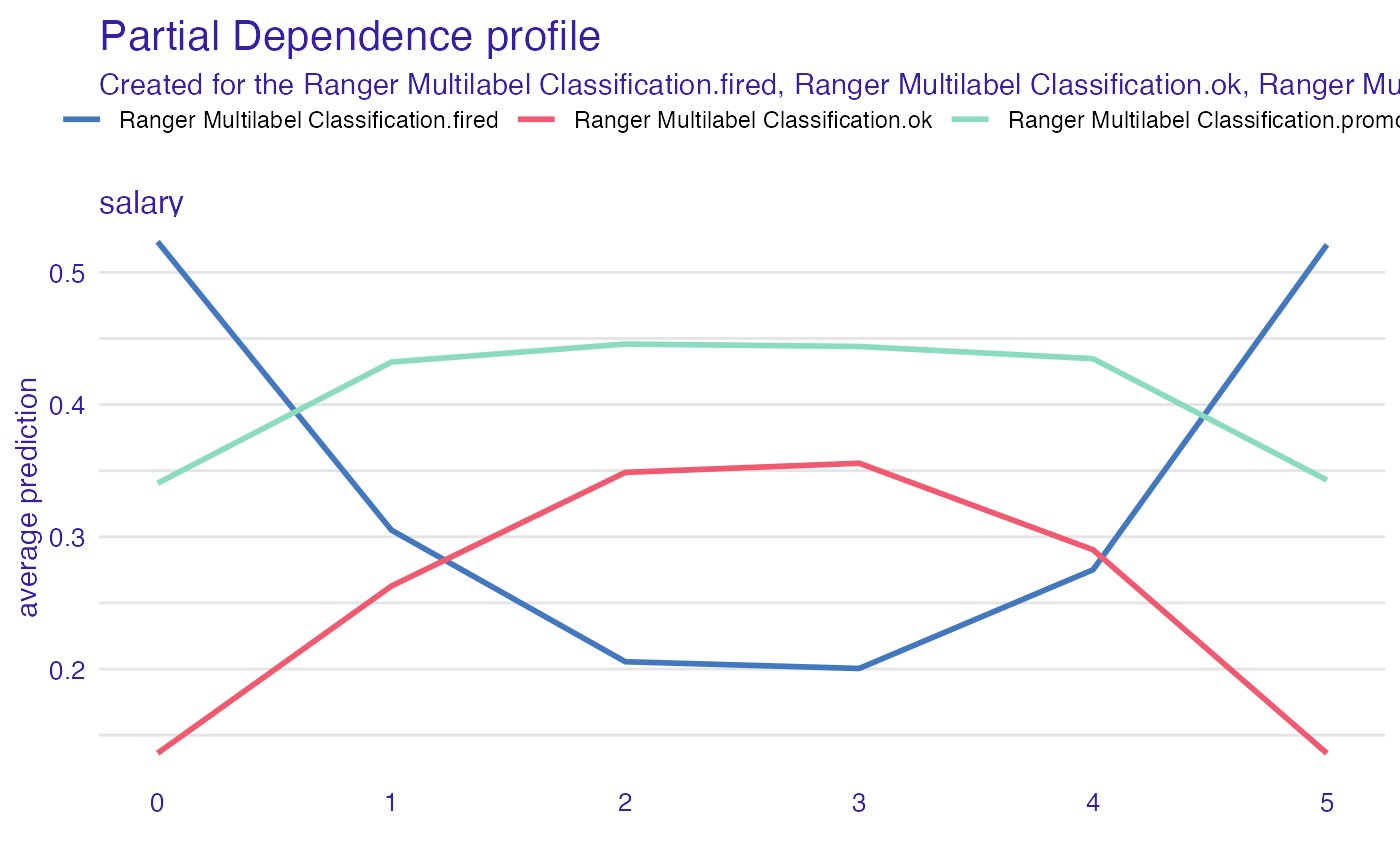 Partial Dependence profile
Created for the Ranger Multilabel Classification.fired, Ranger Multilabel Classification.ok, Ranger Mu
Ranger Multilabel Classification.fired Ranger Multilabel Classification.ok Ranger Multilabel Classification.promo
salary
average prediction
0.5
0.4
0.3
0.2
0 1 2 3 4 5